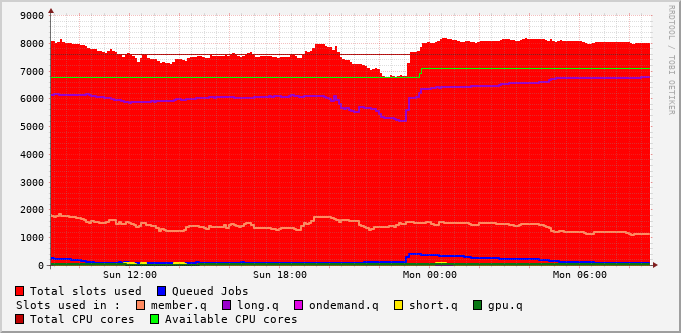 9000
8000
7000
6000
5000
4000
3000
2000
1000
0
Sun 12:00 Sun 18:00 Mon 00:00 Mon 06:00
RRDTOOL / TOBI OETIKER
Total slots used Queued Jobs
Slots used in : member.q long.q ondemand.q short.q gpu.q
Total CPU cores Available CPU cores